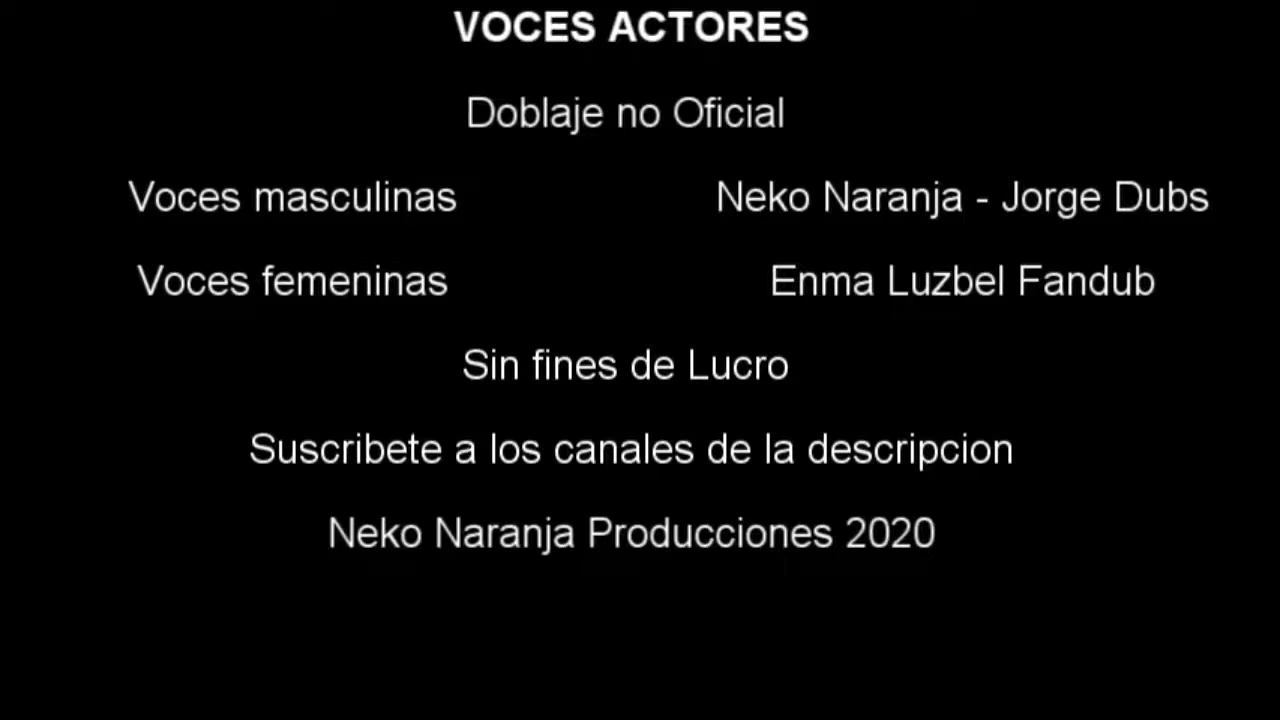 VOCES ACTORES
Doblaje no Oficial
Voces masculinas Neko Naranja - Jorge Dubs
Voces femeninas Enma Luzbel Fandub
Sin fines de Lucro
Suscribete a los canales de la descripcion
Neko Naranja Producciones 2020